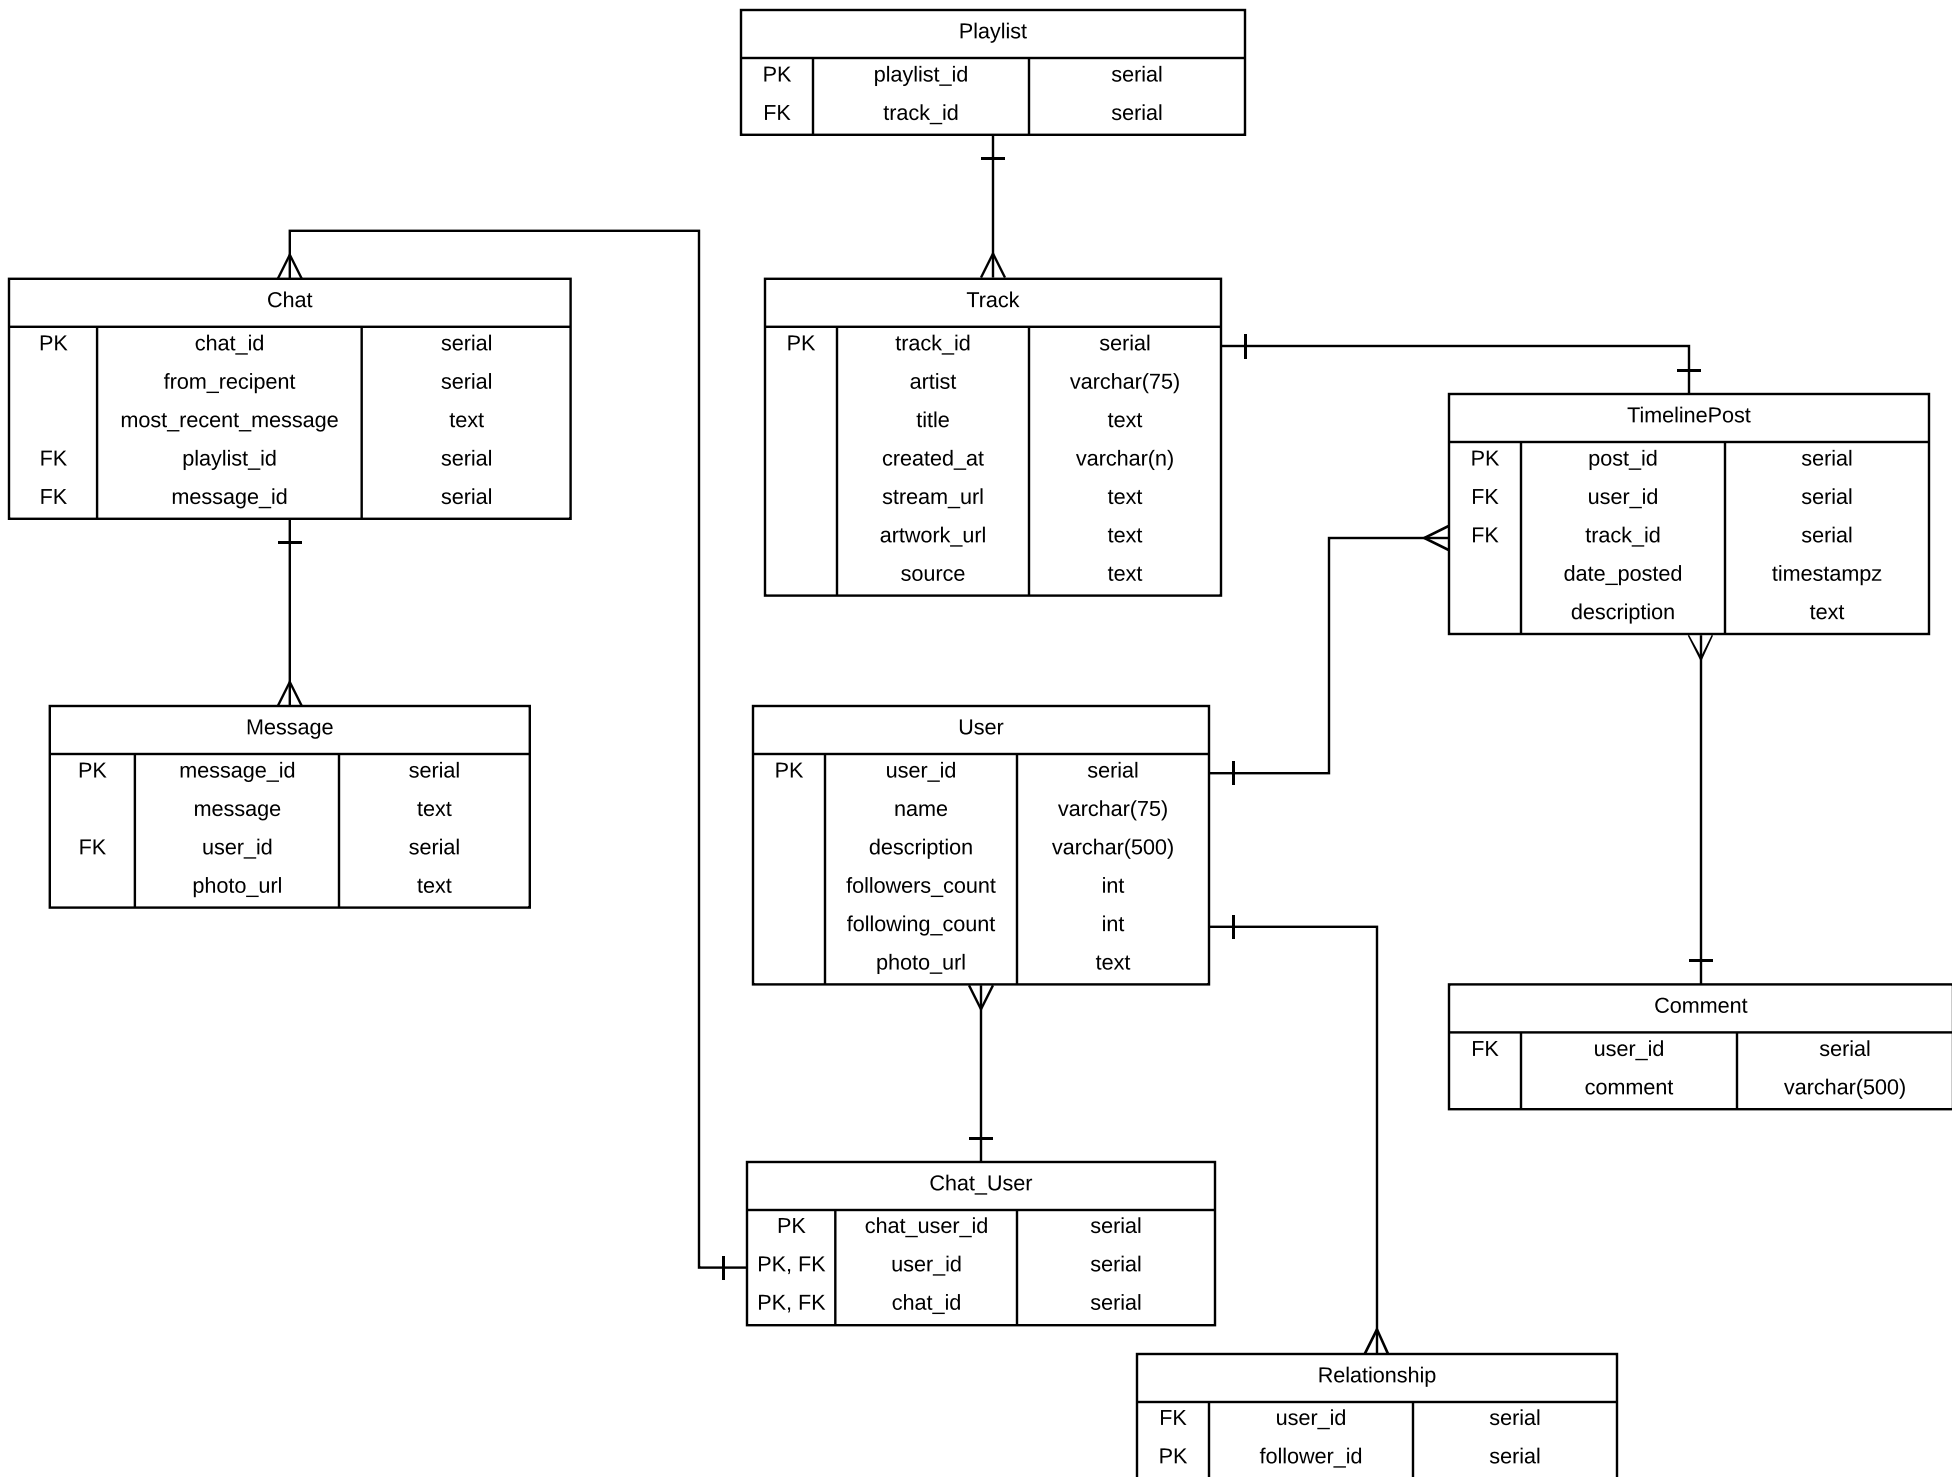 Playlist
PK playlist_id serial
FK track_id serial
Chat
PK chat_id serial
from_recipent serial
most_recent_message text
FK playlist_id serial
FK message_id serial
Track
PK track_id serial
artist varchar(75)
title text
created_at varchar(n)
stream_url text
artwork_url text
source text
TimelinePost
PK post_id serial
FK user_id serial
FK track_id serial
date_posted timestampz
description text
Message
PK message_id serial
message text
FK user_id serial
photo_url text
User
PK user_id serial
name varchar(75)
description varchar(500)
followers_count int
following_count int
photo_url text
Comment
FK user_id serial
comment varchar(500)
Chat_User
PK chat_user_id serial
PK, FK user_id serial
PK, FK chat_id serial
Relationship
FK user_id serial
PK follower_id serial